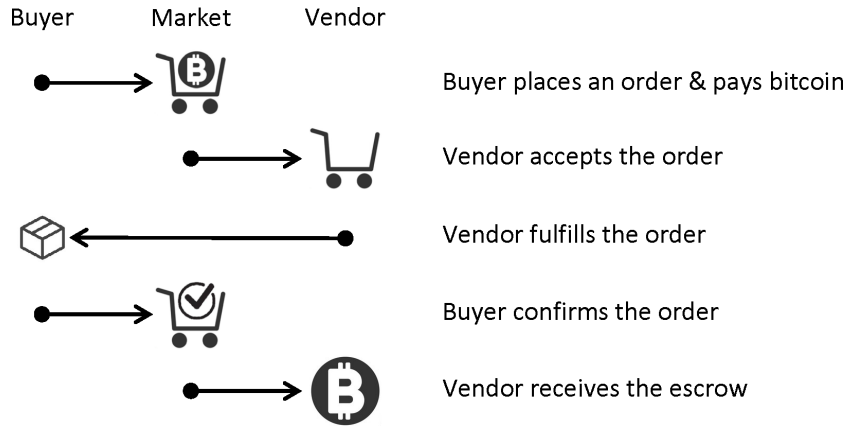 Buyer Market Vendor
Buyer places an order & pays bitcoin
Vendor accepts the order
Vendor fulfills the order
Buyer confirms the order
Vendor receives the escrow